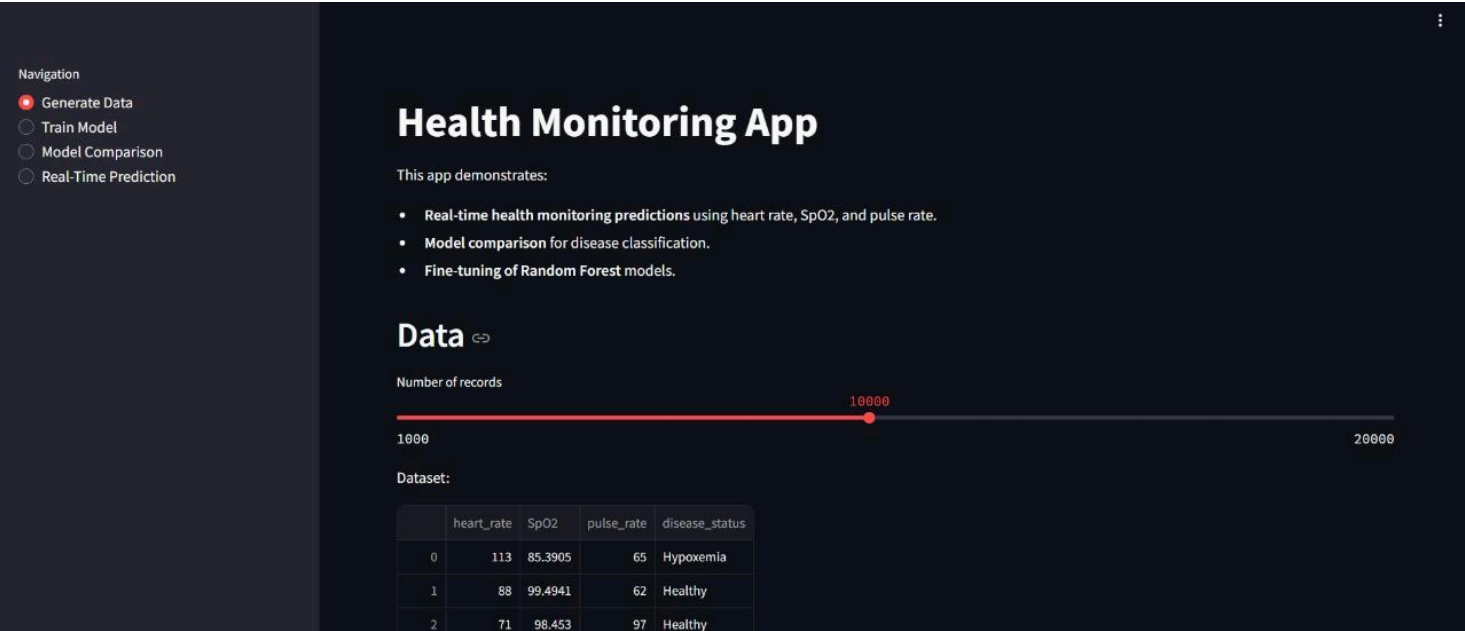 Navigation
Generate Data
Train Model
Model Comparison
Real-Time Prediction
Health Monitoring App
This app demonstrates:
• Real-time health monitoring predictions using heart rate, SpO2, and pulse rate.
• Model comparison for disease classification.
• Fine-tuning of Random Forest models.
Data
Number of records
10000
1000 20000
Dataset:
heart_rate SpO2 pulse_rate disease_status
0 113 85.3905 65 Hypoxemia
1 88 99.4941 62 Healthy
2 71 98.453 97 Healthy